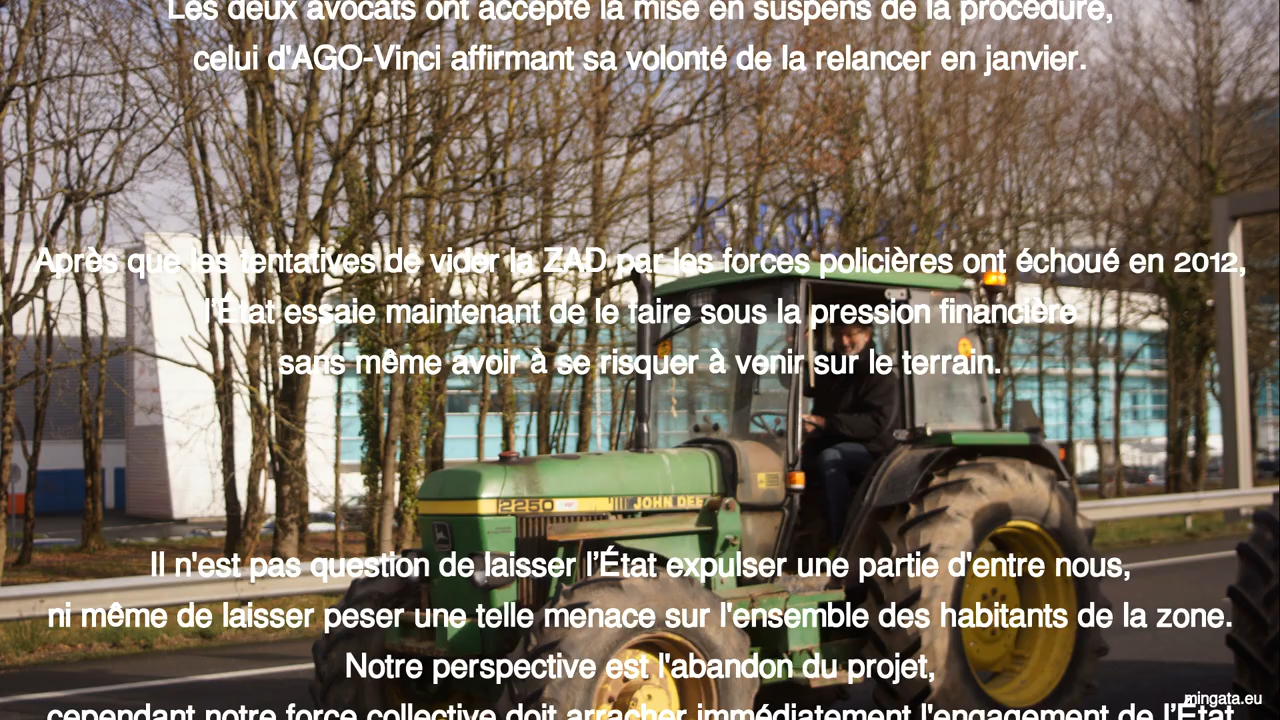 Les deux avocats ont accepté la mise en suspens de la procédure,
celui d'AGO-Vinci affirmant sa volonté de la relancer en janvier.
Après que les tentatives de vider la ZAD par les forces policières ont échoué en 2012,
l'État essaie maintenant de le faire sous la pression financière
sans même avoir à se risquer à venir sur le terrain.
2250
JOHN DEE
Il n'est pas question de laisser l’État expulser une partie d'entre nous,
ni même de laisser peser une telle menace sur l'ensemble des habitants de la zone.
Notre perspective est l'abandon du projet,
cependant notre force collective doit arracher immédiatement l'engagement de l’État
mingata.eu